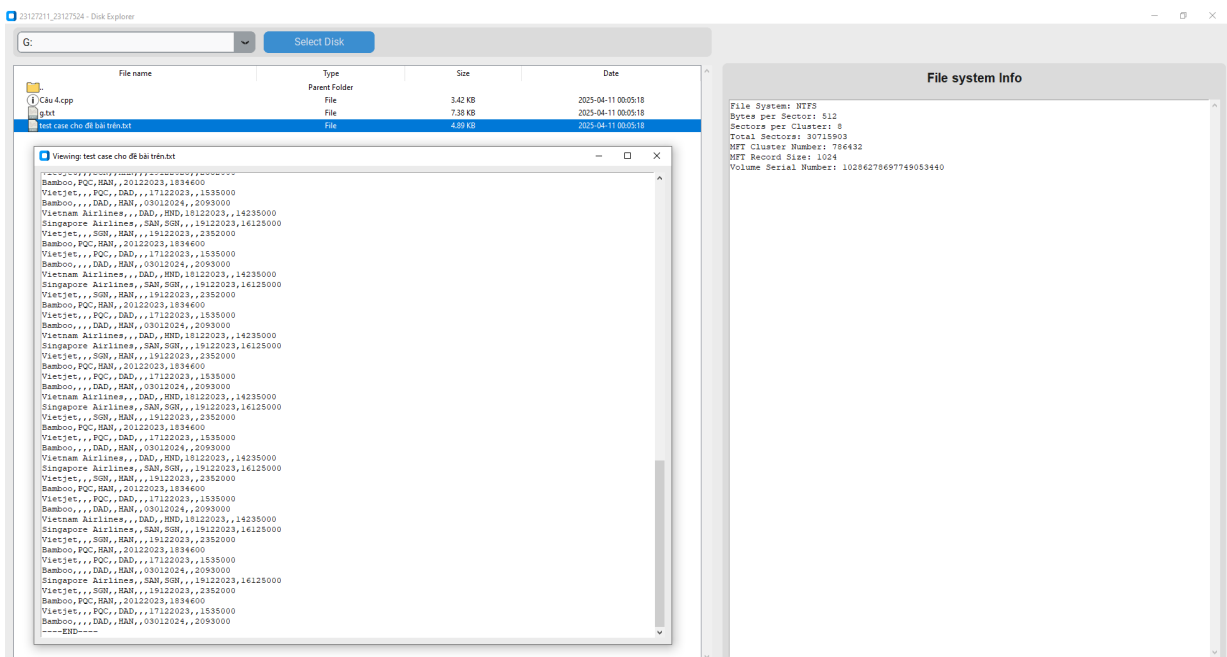 23127211_23127524 - Disk Explorer
G:
Select Disk
File name Type Size Date
.. Parent Folder
Câu 4.cpp File 3.42 KB 2025-04-11 00:05:18
g.txt File 7.38 KB 2025-04-11 00:05:18
test case cho đề bài trên.txt File 4.89 KB 2025-04-11 00:05:18
Viewing: test case cho đề bài trên.txt
Bamboo,PQC,HAN,,20122023,1834600
Vietjet,,,PQC,,DAD,,,17122023,,1535000
Bamboo,,,,DAD,,HAN,,03012024,,2093000
Vietnam Airlines,,,DAD,,HND,18122023,,14235000
Singapore Airlines,,SAN,SGN,,,19122023,16125000
Vietjet,,,SGN,,HAN,,,19122023,,2352000
Bamboo,PQC,HAN,,20122023,1834600
Vietjet,,,PQC,,DAD,,,17122023,,1535000
Bamboo,,,,DAD,,HAN,,03012024,,2093000
Vietnam Airlines,,,DAD,,HND,18122023,,14235000
Singapore Airlines,,SAN,SGN,,,19122023,16125000
Vietjet,,,SGN,,HAN,,,19122023,,2352000
Bamboo,PQC,HAN,,20122023,1834600
Vietjet,,,PQC,,DAD,,,17122023,,1535000
Bamboo,,,,DAD,,HAN,,03012024,,2093000
Vietnam Airlines,,,DAD,,HND,18122023,,14235000
Singapore Airlines,,SAN,SGN,,,19122023,16125000
Vietjet,,,SGN,,HAN,,,19122023,,2352000
Bamboo,PQC,HAN,,20122023,1834600
Vietjet,,,PQC,,DAD,,,17122023,,1535000
Bamboo,,,,DAD,,HAN,,03012024,,2093000
Vietnam Airlines,,,DAD,,HND,18122023,,14235000
Singapore Airlines,,SAN,SGN,,,19122023,16125000
Vietjet,,,SGN,,HAN,,,19122023,,2352000
Bamboo,PQC,HAN,,20122023,1834600
Vietjet,,,PQC,,DAD,,,17122023,,1535000
Bamboo,,,,DAD,,HAN,,03012024,,2093000
Vietnam Airlines,,,DAD,,HND,18122023,,14235000
Singapore Airlines,,SAN,SGN,,,19122023,16125000
Vietjet,,,SGN,,HAN,,,19122023,,2352000
Bamboo,PQC,HAN,,20122023,1834600
Vietjet,,,PQC,,DAD,,,17122023,,1535000
Bamboo,,,,DAD,,HAN,,03012024,,2093000
Vietnam Airlines,,,DAD,,HND,18122023,,14235000
Singapore Airlines,,SAN,SGN,,,19122023,16125000
Vietjet,,,SGN,,HAN,,,19122023,,2352000
Bamboo,PQC,HAN,,20122023,1834600
Vietjet,,,PQC,,DAD,,,17122023,,1535000
Bamboo,,,,DAD,,HAN,,03012024,,2093000
Singapore Airlines,,SAN,SGN,,,19122023,16125000
Vietjet,,,SGN,,HAN,,,19122023,,2352000
Bamboo,PQC,HAN,,20122023,1834600
Vietjet,,,PQC,,DAD,,,17122023,,1535000
Bamboo,,,,DAD,,HAN,,03012024,,2093000
----END----
File system Info
File System: NTFS
Bytes per Sector: 512
Sectors per Cluster: 8
Total Sectors: 30715903
MFT Cluster Number: 786432
MFT Record Size: 1024
Volume Serial Number: 10286278697749053440